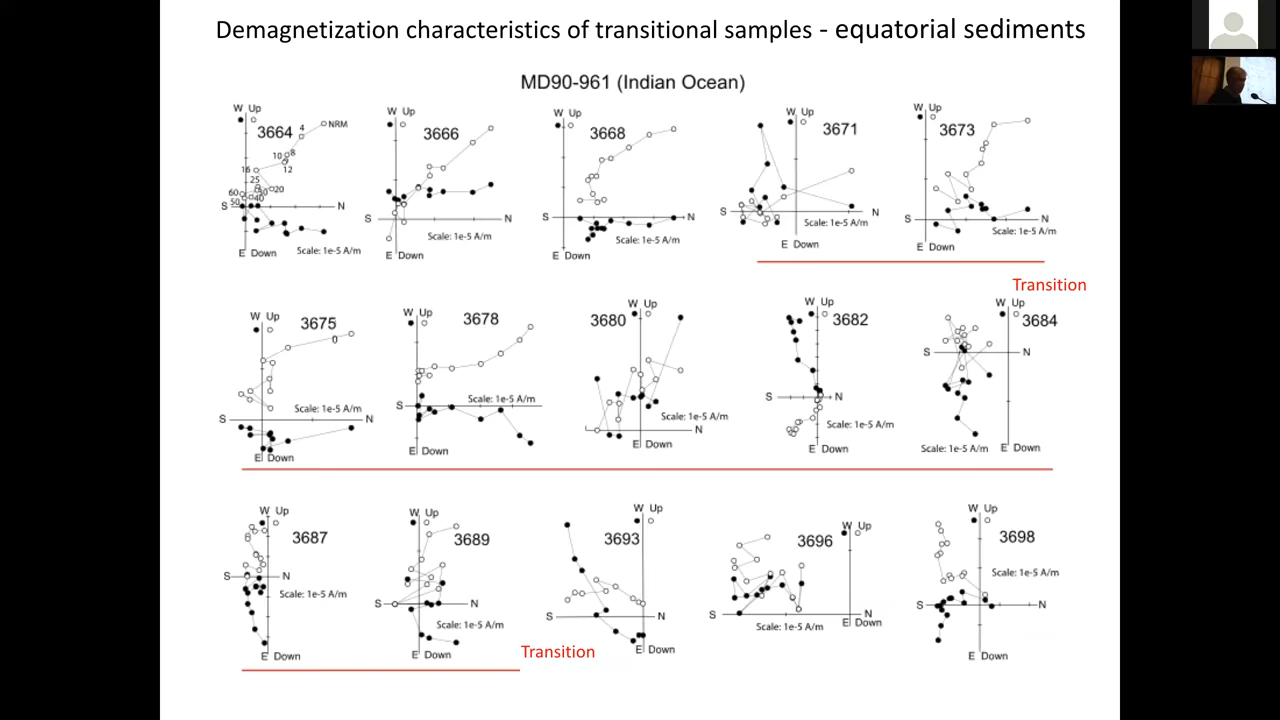 Demagnetization characteristics of transitional samples - equatorial sediments
MD90-961 (Indian Ocean)
W Up 3664 4 NRM 10 8 12 16 25 20 30 40 60 50 S N E Down Scale: 1e-5 A/m
W Up 3666 S N E Down Scale: 1e-5 A/m
W Up 3668 S N E Down Scale: 1e-5 A/m
W Up 3671 S N E Down Scale: 1e-5 A/m
W Up 3673 S N E Down Scale: 1e-5 A/m
Transition
W Up 3675 0 S N E Down Scale: 1e-5 A/m
W Up 3678 S N E Down Scale: 1e-5 A/m
W Up 3680 S N E Down Scale: 1e-5 A/m
W Up 3682 S N E Down Scale: 1e-5 A/m
W Up 3684 S N E Down Scale: 1e-5 A/m
W Up 3687 S N E Down Scale: 1e-5 A/m
W Up 3689 S N E Down Scale: 1e-5 A/m
Transition
W Up 3693 S N E Down
W Up 3696 S N E Down Scale: 1e-5 A/m
W Up 3698 S N E Down Scale: 1e-5 A/m